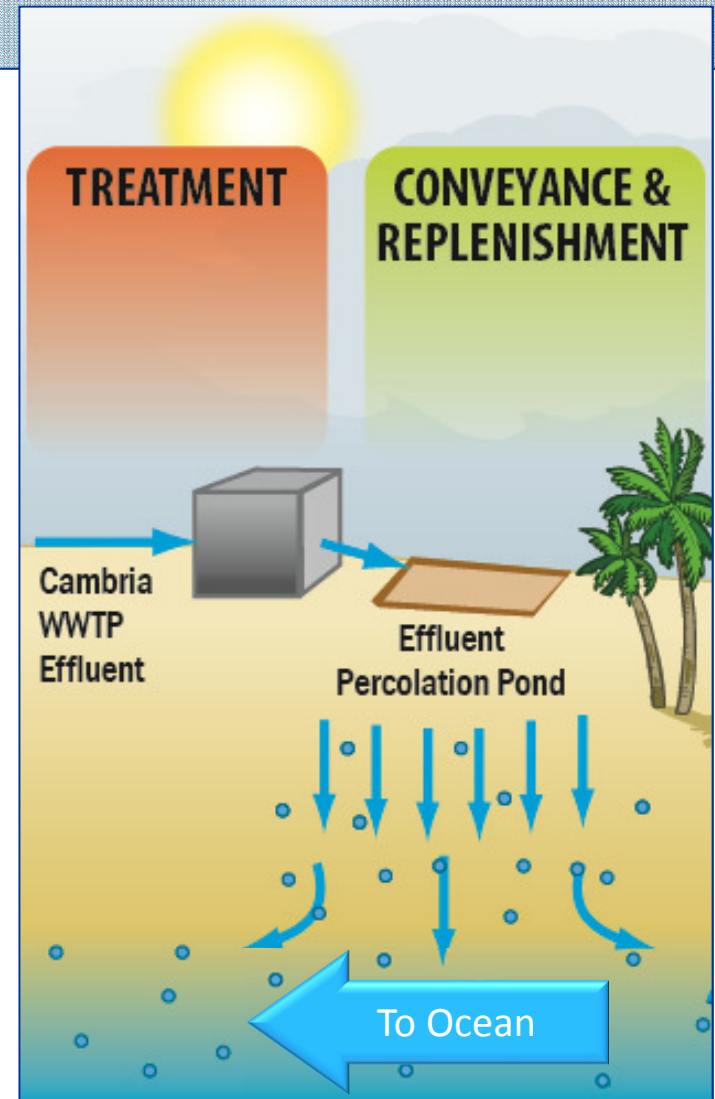 TREATMENT
CONVEYANCE &
REPLENISHMENT
Cambria
WWTP
Effluent
Effluent
Percolation Pond
To Ocean